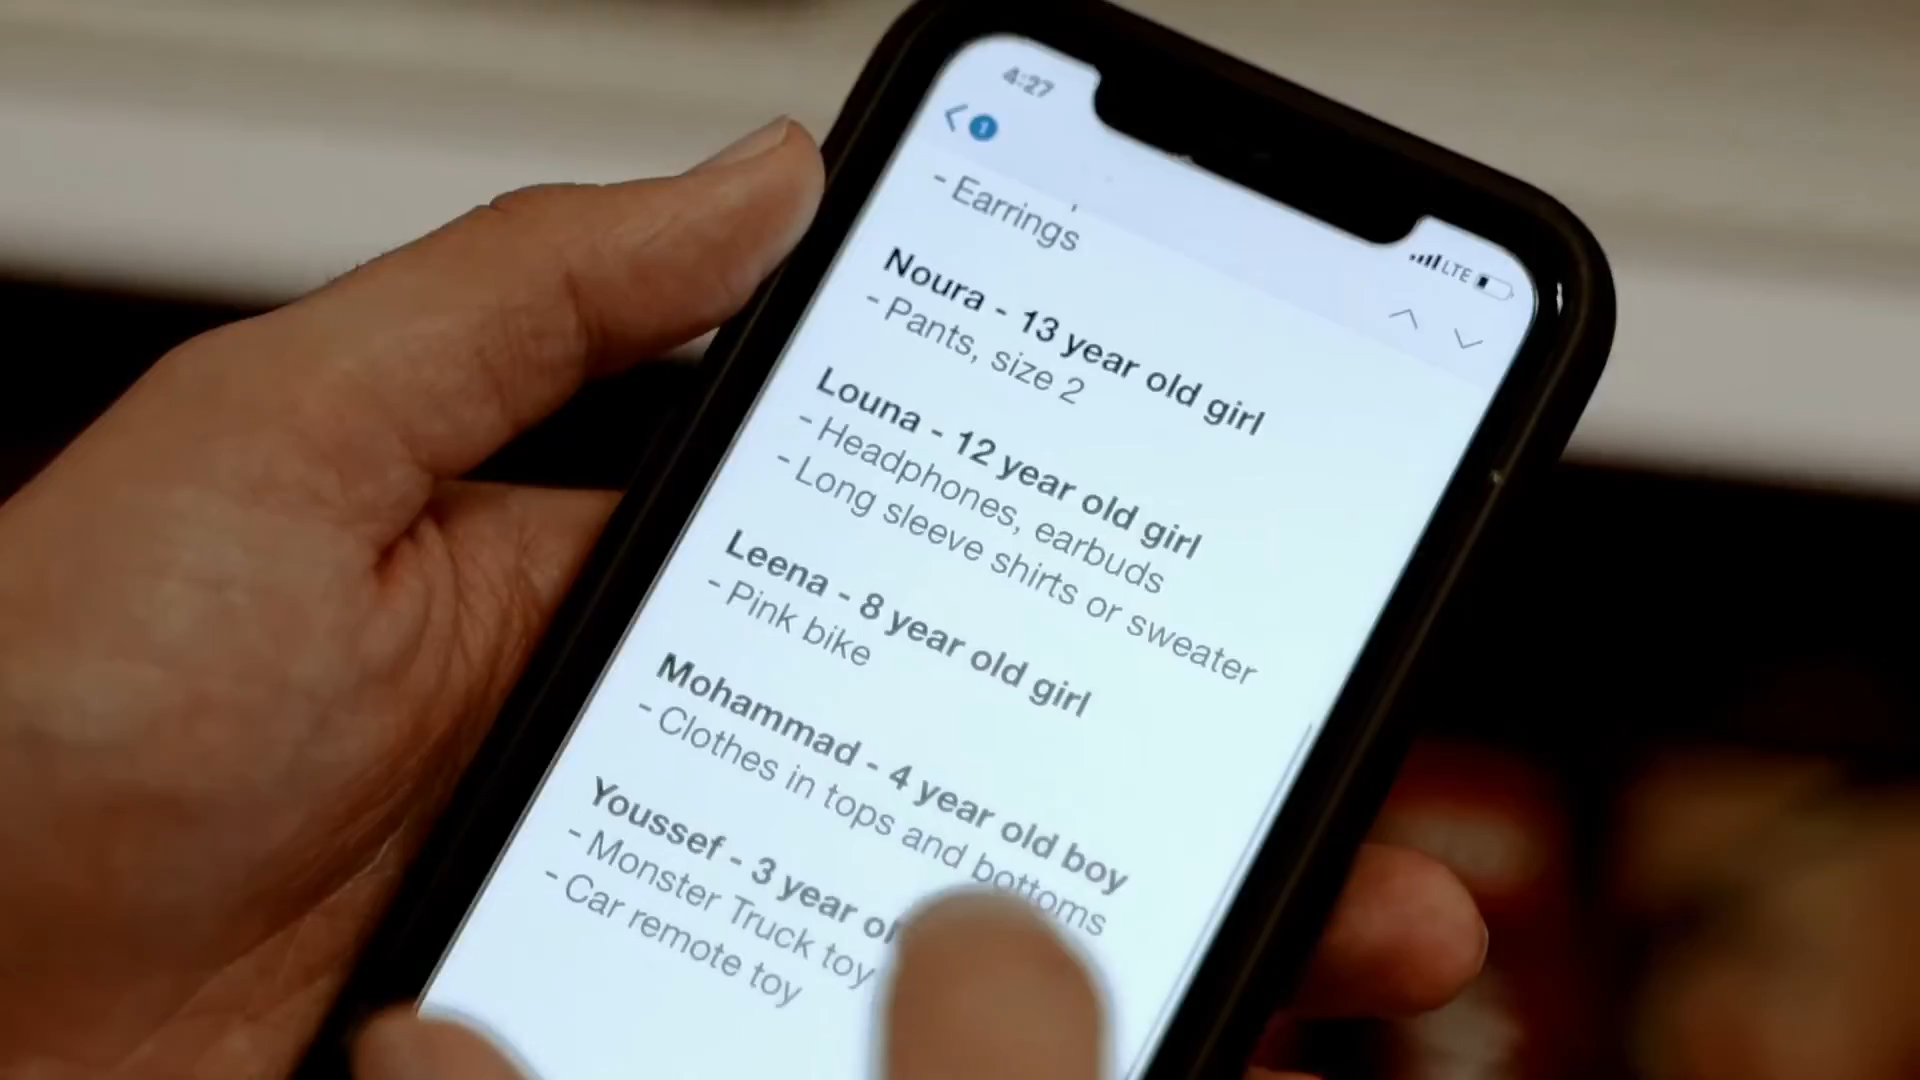 4:27
1
LTE
- Earrings
Noura - 13 year old girl
- Pants, size 2
Louna - 12 year old girl
- Headphones, earbuds
- Long sleeve shirts or sweater
Leena - 8 year old girl
- Pink bike
Mohammad - 4 year old boy
- Clothes in tops and bottoms
Youssef - 3 year
- Monster Truck toy
- Car remote toy